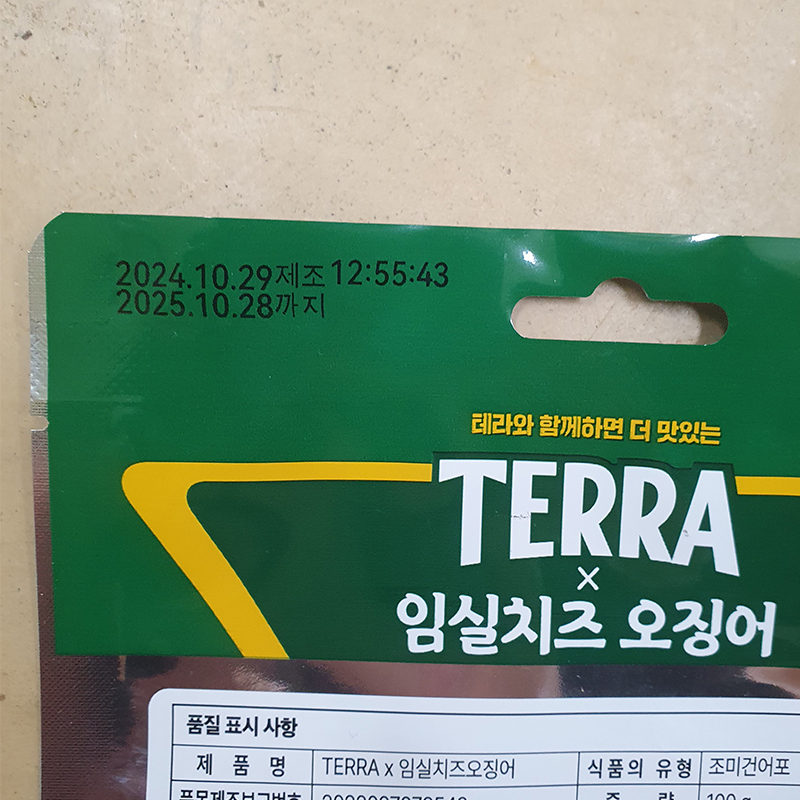 2024.10.29제조 12:55:43
2025.10.28까지
테라와 함께하면 더 맛있는
TERRA
×
임실치즈 오징어
품질 표시 사항
제 품 명 TERRA x 임실치즈오징어 식품의 유형 조미건어포